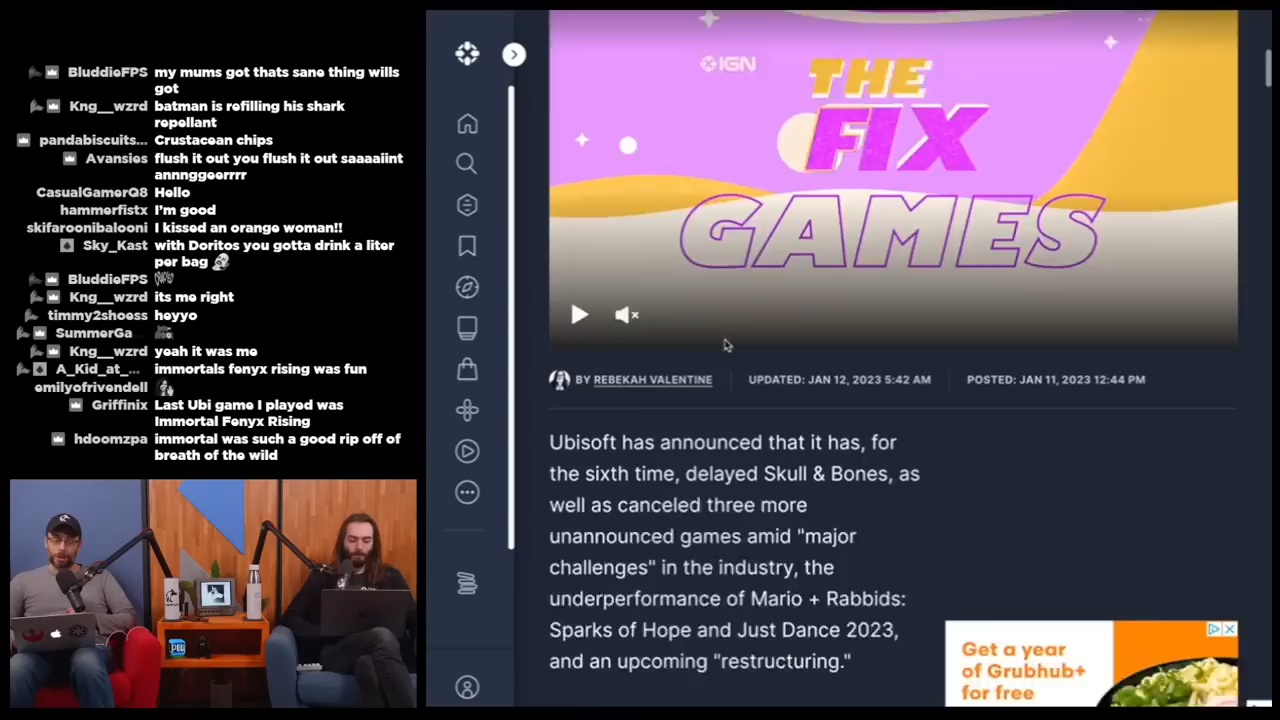 BluddieFPS my mums got thats sane thing wills
got
Kng__wzrd batman is refilling his shark
repellant
pandabiscuits... Crustacean chips
Avansies flush it out you flush it out saaaaiint
annnggeerrrr
CasualGamerQ8 Hello
hammerfistx I'm good
skifaroonibalooni I kissed an orange woman!!
Sky_Kast with Doritos you gotta drink a liter
per bag
BluddieFPS
Kng__wzrd its me right
timmy2shoess heyyo
SummerGa...
Kng__wzrd yeah it was me
A_Kid_at_... immortals fenyx rising was fun
emilyofrivendell
Griffinix Last Ubi game I played was
Immortal Fenyx Rising
hdoomzpa immortal was such a good rip off of
breath of the wild
IGN
THE
FIX
GAMES
BY REBEKAH VALENTINE UPDATED: JAN 12, 2023 5:42 AM POSTED: JAN 11, 2023 12:44 PM
Ubisoft has announced that it has, for
the sixth time, delayed Skull & Bones, as
well as canceled three more
unannounced games amid "major
challenges" in the industry, the
underperformance of Mario + Rabbids:
Sparks of Hope and Just Dance 2023,
and an upcoming "restructuring."
Get a year
of Grubhub+
for free